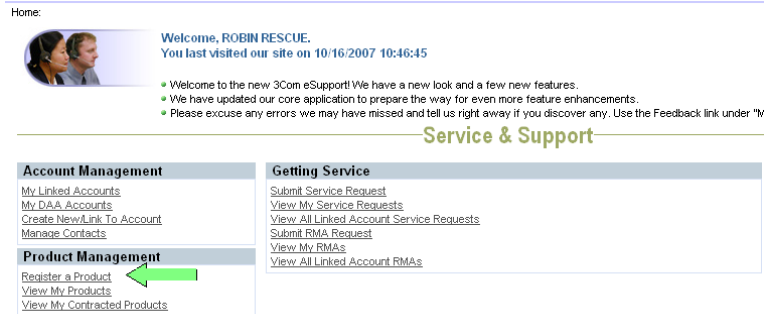 Home:
Welcome, ROBIN RESCUE.
You last visited our site on 10/16/2007 10:46:45
Welcome to the new 3Com eSupport! We have a new look and a few new features.
We have updated our core application to prepare the way for even more feature enhancements.
Please excuse any errors we may have missed and tell us right away if you discover any. Use the Feedback link under "M
Service & Support
Account Management
My Linked Accounts
My DAA Accounts
Create New/Link To Account
Manage Contacts
Product Management
Register a Product
View My Products
View My Contracted Products
Getting Service
Submit Service Request
View My Service Requests
View All Linked Account Service Requests
Submit RMA Request
View My RMAs
View All Linked Account RMAs